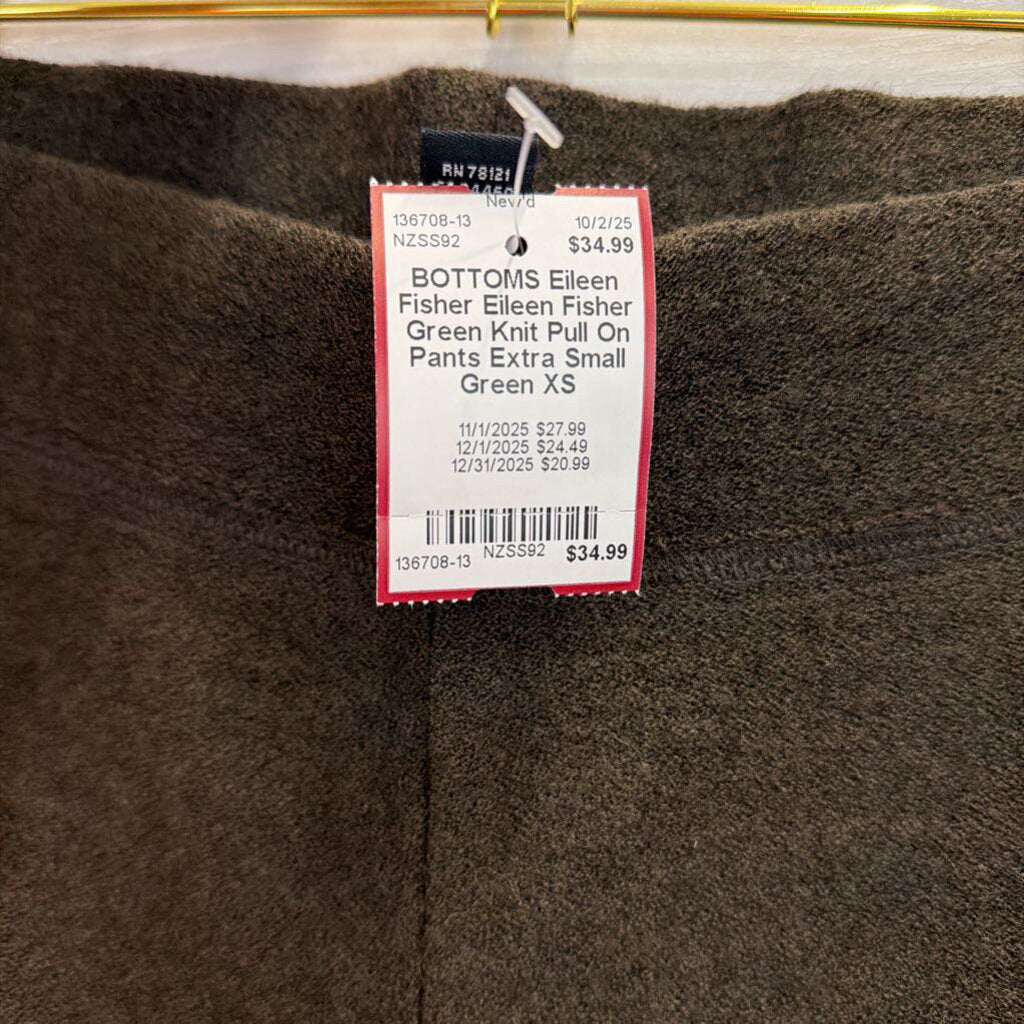 RN 78121
136708-13 10/2/25
NZSS92 $34.99
BOTTOMS Eileen
Fisher Eileen Fisher
Green Knit Pull On
Pants Extra Small
Green XS
11/1/2025 $27.99
12/1/2025 $24.49
12/31/2025 $20.99
136708-13 NZSS92 $34.99